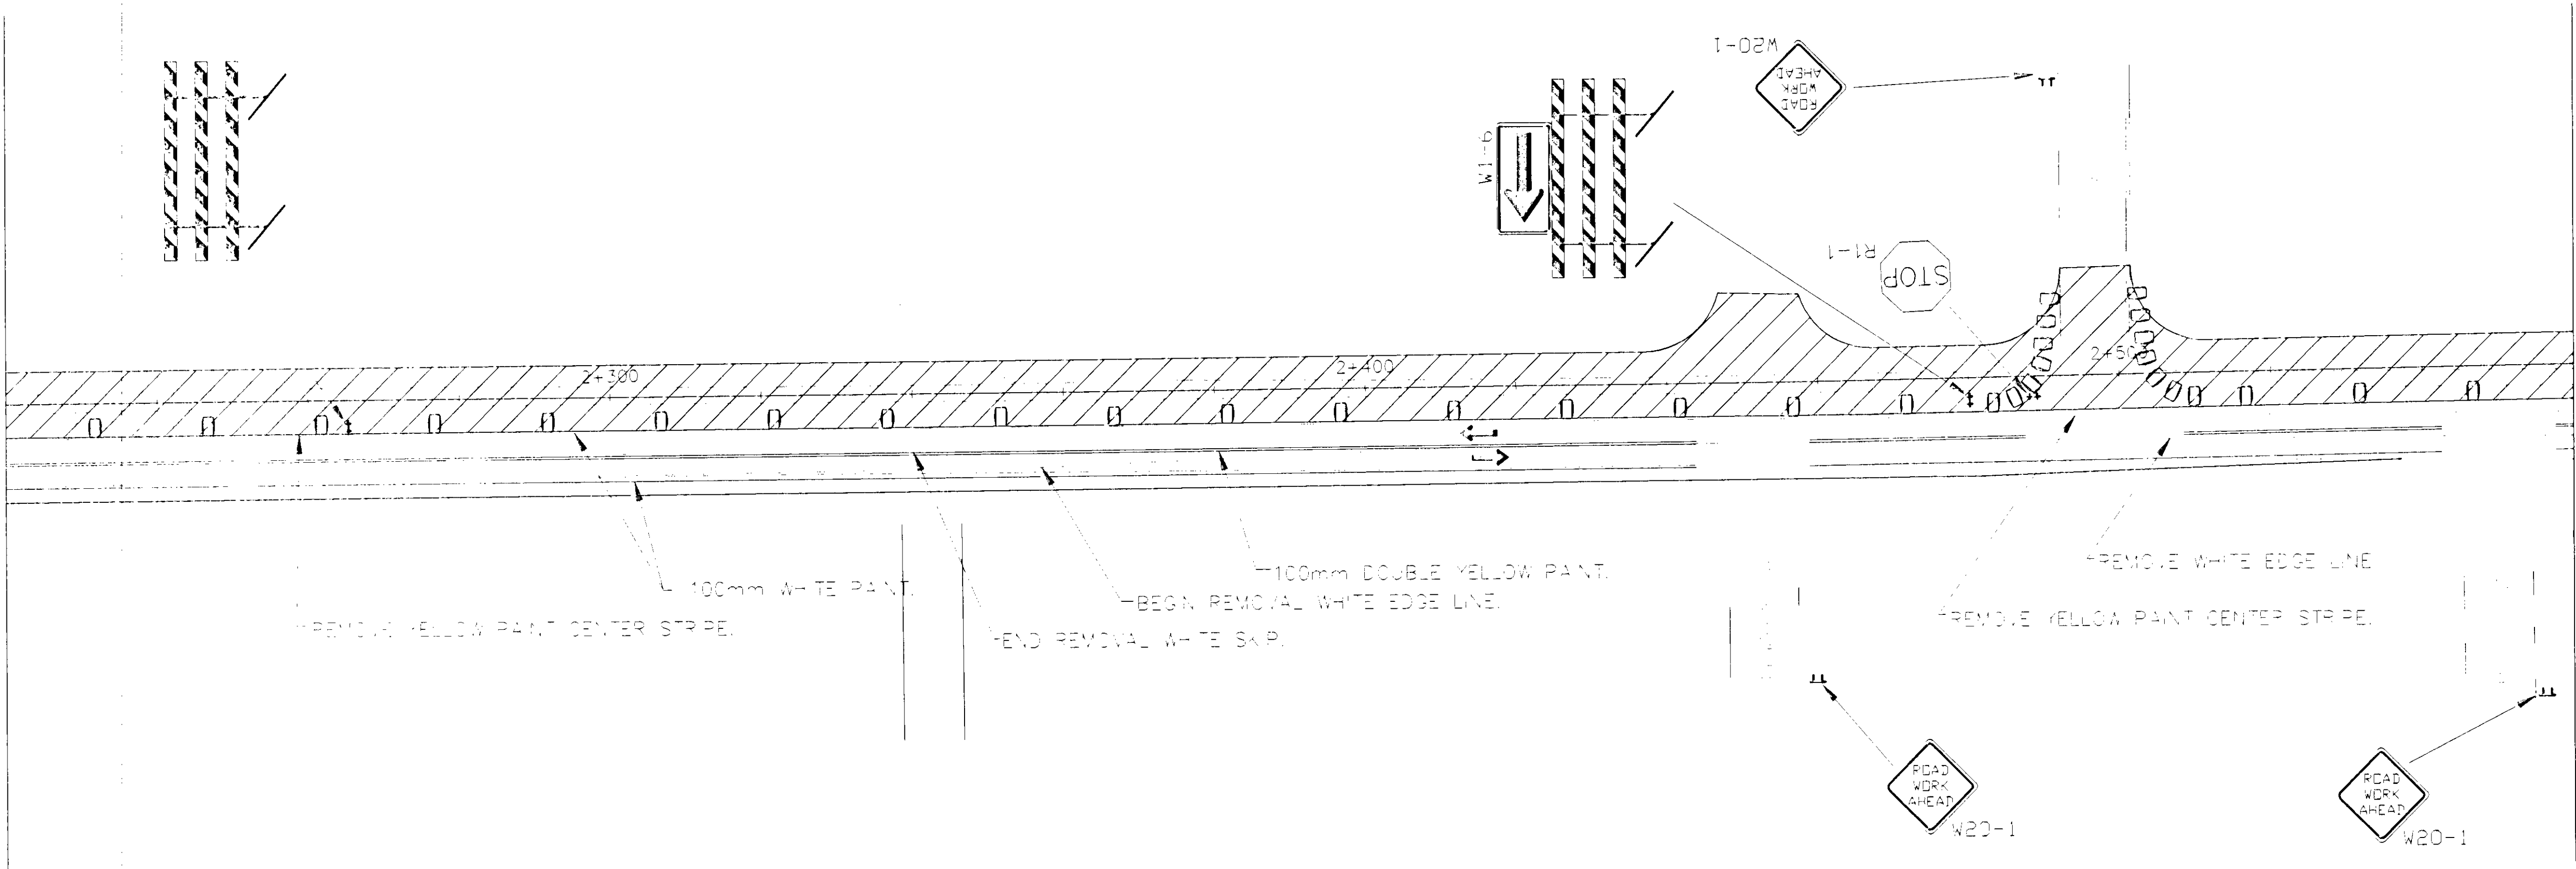 W20-1
ROAD
WORK
AHEAD
W1-6
R1-1
STOP
2+300
2+400
2+500
100mm WHITE PAINT.
REMOVE YELLOW PAINT CENTER STRIPE.
100mm DOUBLE YELLOW PAINT.
BEGIN REMOVAL WHITE EDGE LINE.
END REMOVAL WHITE SKIP.
REMOVE WHITE EDGE LINE
REMOVE YELLOW PAINT CENTER STRIPE.
ROAD
WORK
AHEAD
W20-1
ROAD
WORK
AHEAD
W20-1